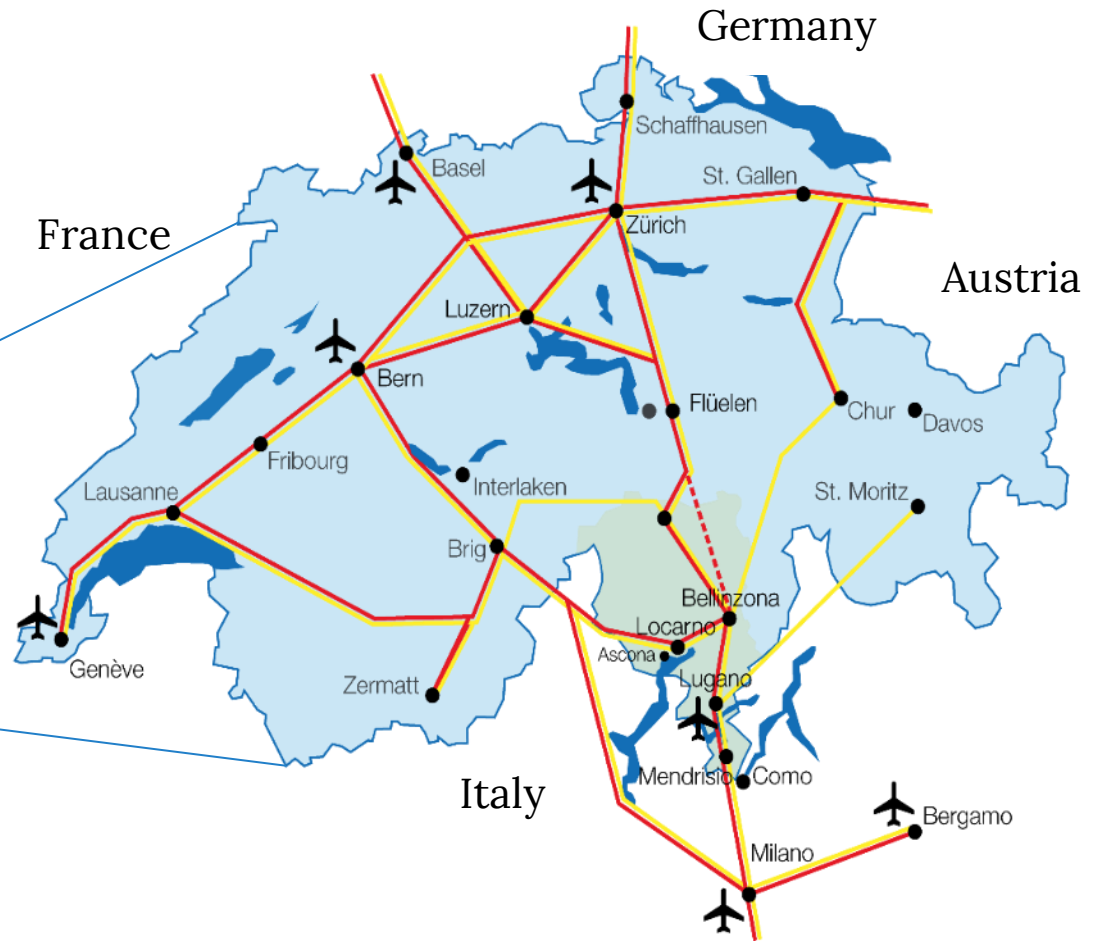 Germany
Schaffhausen
Basel
St. Gallen
Zürich
France
Austria
Luzern
Bern
Flüelen
Chur
Davos
Fribourg
Interlaken
Lausanne
St. Moritz
Brig
Bellinzona
Locarno
Ascona
Genève
Zermatt
Lugano
Mendrisio
Como
Italy
Bergamo
Milano